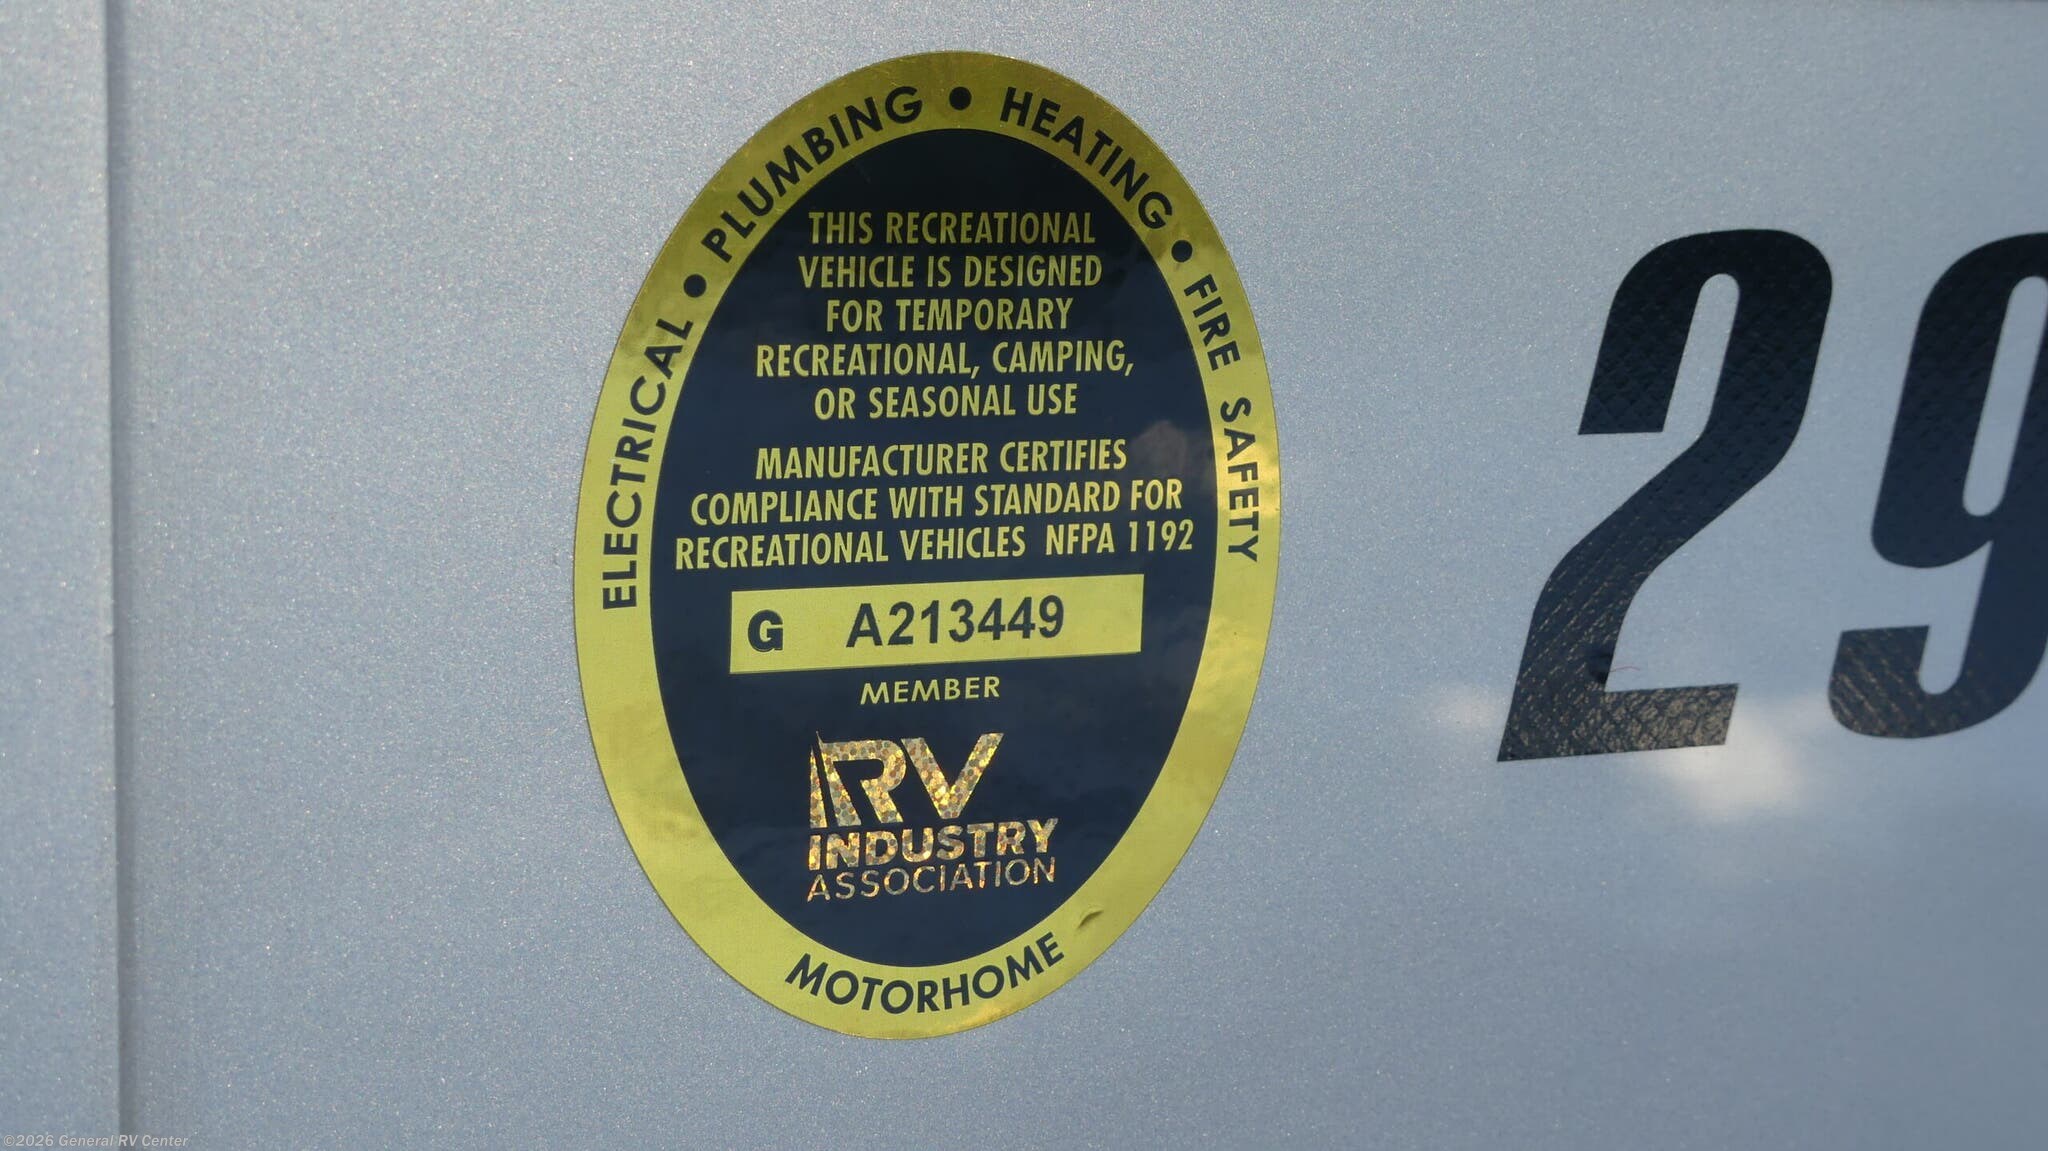 ELECTRICAL • PLUMBING • HEATING • FIRE SAFETY
THIS RECREATIONAL
VEHICLE IS DESIGNED
FOR TEMPORARY
RECREATIONAL, CAMPING,
OR SEASONAL USE
MANUFACTURER CERTIFIES
COMPLIANCE WITH STANDARD FOR
RECREATIONAL VEHICLES NFPA 1192
G A213449
MEMBER
RV
INDUSTRY
ASSOCIATION
MOTORHOME
29
©2026 General RV Center